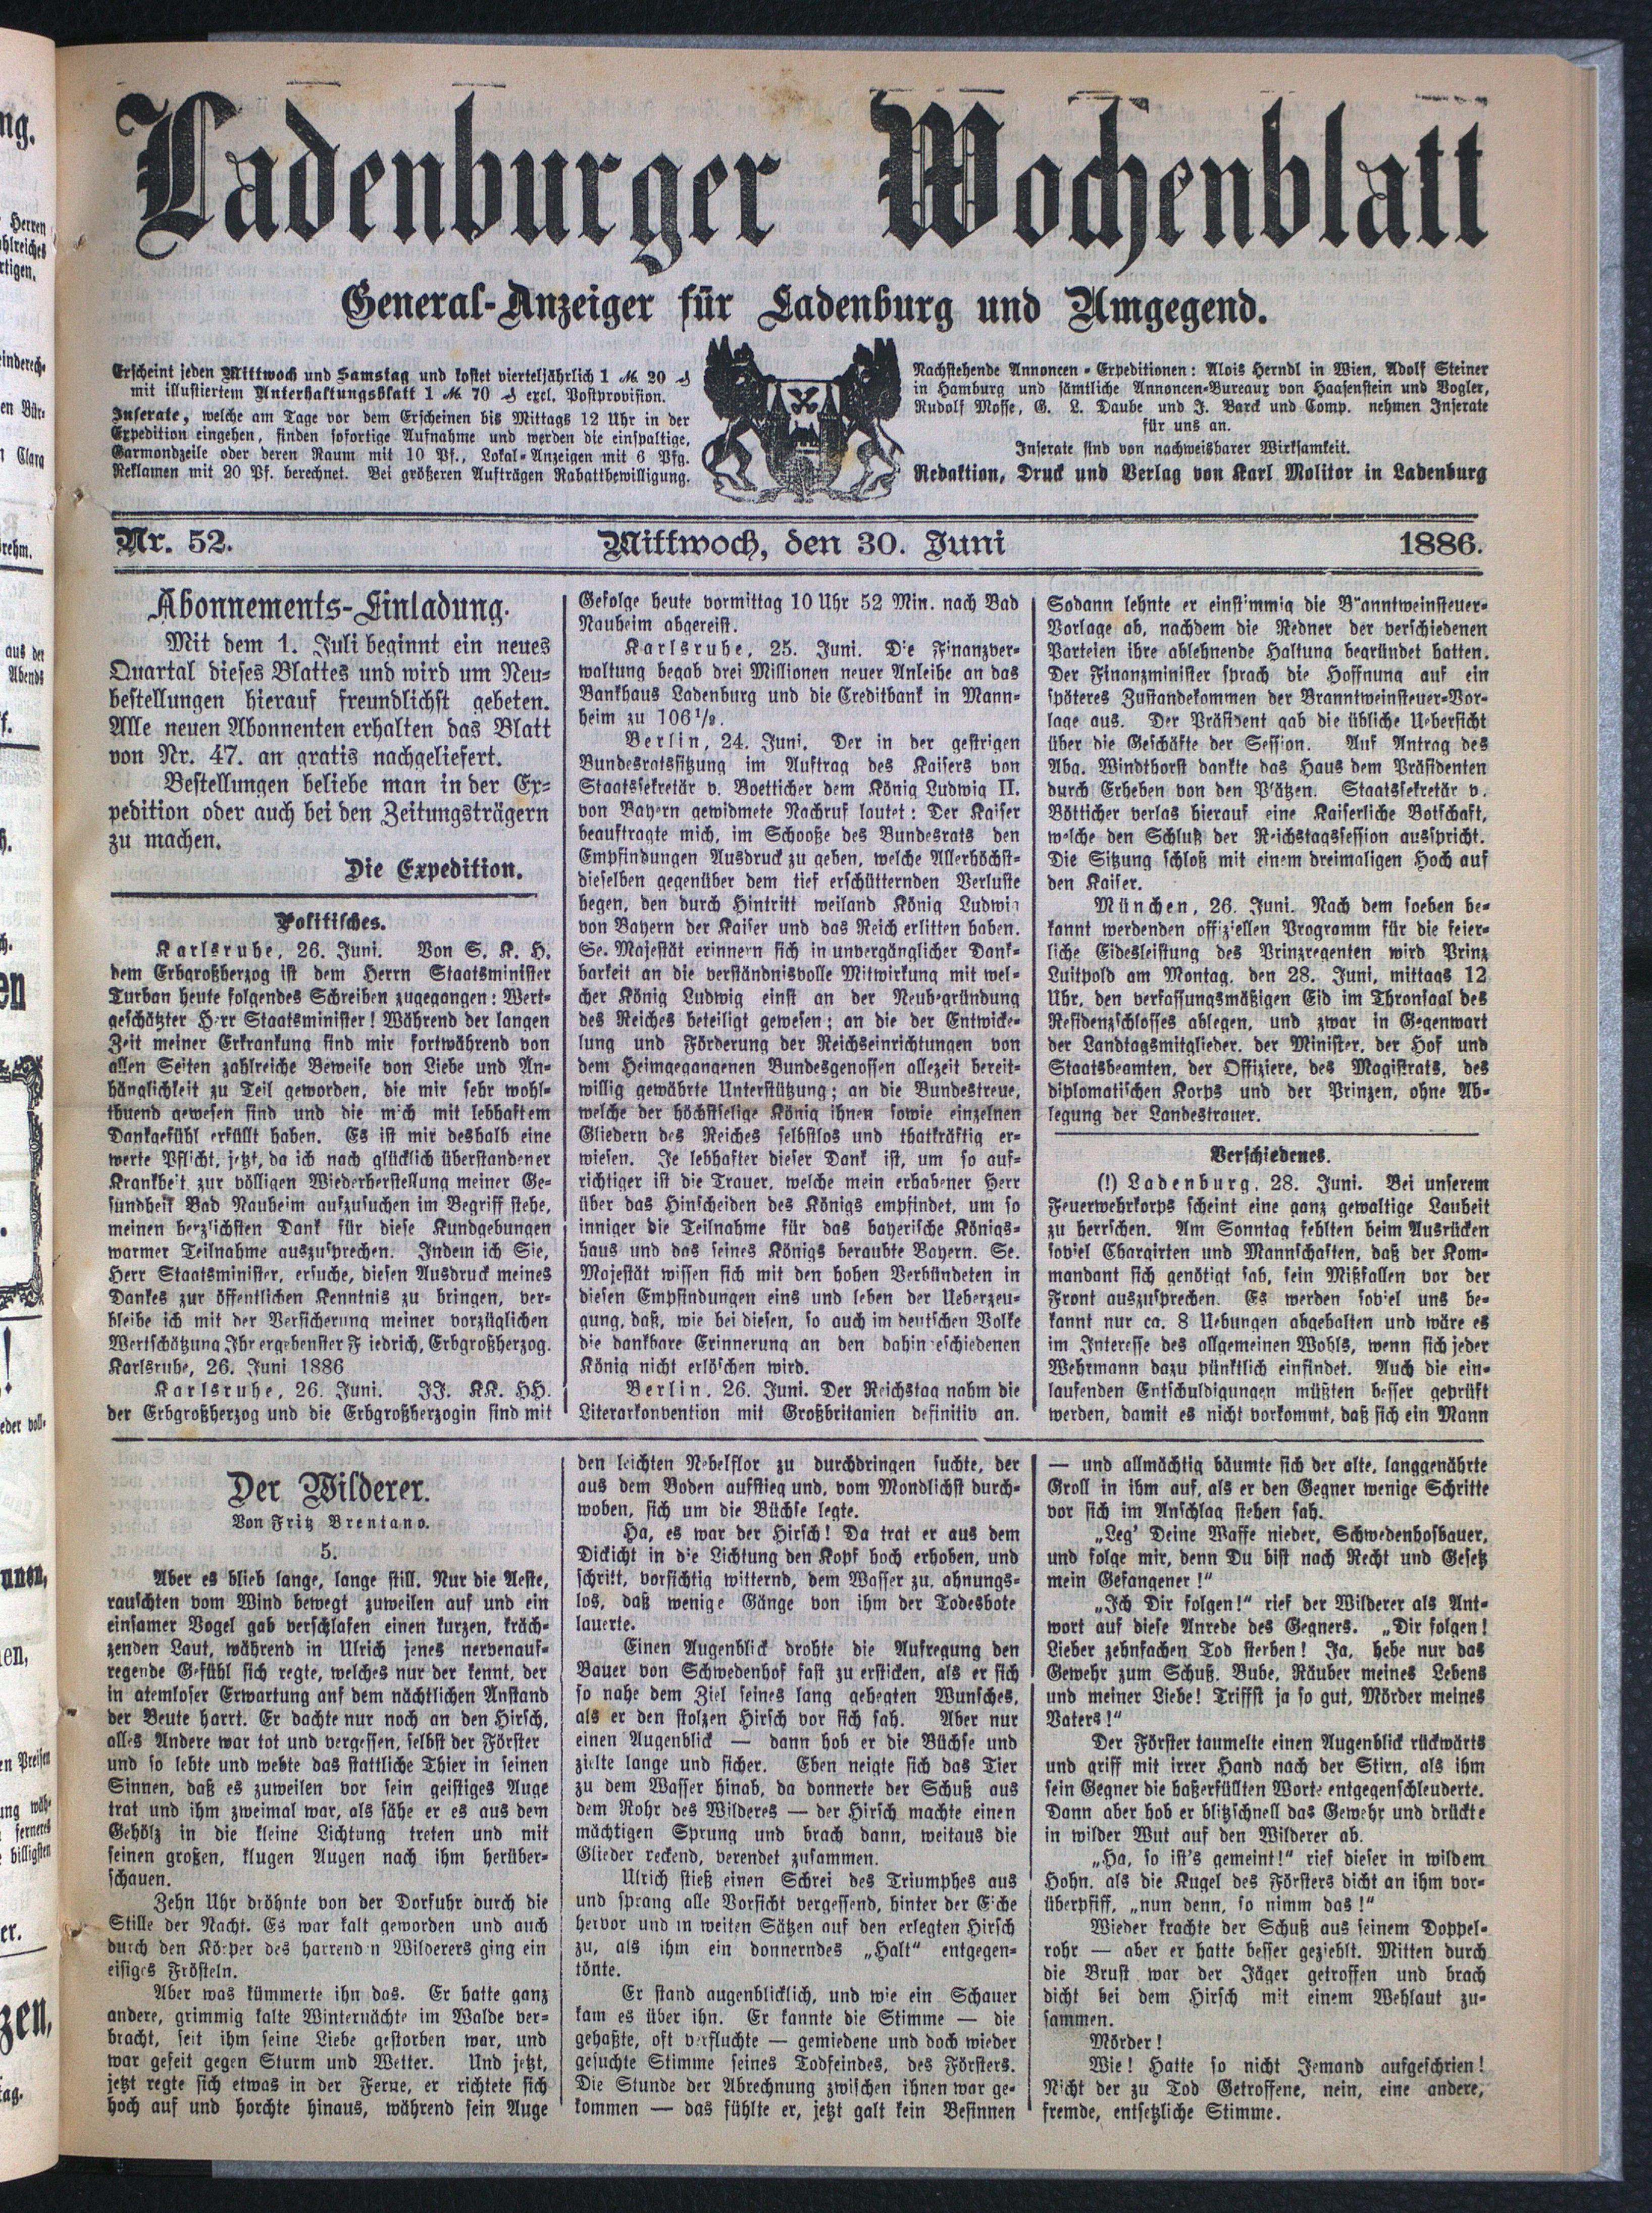 Ladenburger Wochenblatt
General-Anzeiger für Ladenburg und Umgegend.
Erscheint jeden Mittwoch und Samstag und kostet vierteljährlich 1 ℳ 20 ₰
mit illustiertem Unterhaltungsblatt 1 ℳ 70 ₰ excl. Postprovision.
Inserate, welche am Tage vor dem Erscheinen bis Mittags 12 Uhr in der
Expedition eingehen, finden sofortige Aufnahme und werden die einspaltige,
Garmondzeile oder deren Raum mit 10 Pf., Lokal-Anzeigen mit 6 Pfg.
Reklamen mit 20 Pf. berechnet. Bei größeren Aufträgen Rabattbewilligung.
Nachstehende Annoncen-Expeditionen: Alois Herndl in Wien, Adolf Steiner
in Hamburg und sämtliche Annoncen-Bureaux von Haasenstein und Vogler,
Rudolf Mosse, G. L. Daube und J. Barck und Comp. nehmen Inserate
für uns an.
Inserate sind von nachweisbarer Wirksamkeit.
Redaktion, Druck und Verlag von Karl Molitor in Ladenburg
Nr. 52. Mittwoch, den 30. Juni 1886.
Abonnements-Einladung.
Mit dem 1. Juli beginnt ein neues
Quartal dieses Blattes und wird um Neu-
bestellungen hierauf freundlichst gebeten.
Alle neuen Abonnenten erhalten das Blatt
von Nr. 47. an gratis nachgeliefert.
Bestellungen beliebe man in der Ex-
pedition oder auch bei den Zeitungsträgern
zu machen.
Die Expedition.
Politisches.
Karlsruhe, 26. Juni. Von S. K. H.
dem Erbgroßherzog ist dem Herrn Staatsminister
Turban heute folgendes Schreiben zugegangen: Wert-
geschätzter Herr Staatsminister! Während der langen
Zeit meiner Erkrankung sind mir fortwährend von
allen Seiten zahlreiche Beweise von Liebe und An-
hänglichkeit zu Teil geworden, die mir sehr wohl-
thuend gewesen sind und die mich mit lebhaftem
Dankgefühl erfüllt haben. Es ist mir deshalb eine
werte Pflicht, jetzt, da ich nach glücklich überstandener
Krankheit zur völligen Wiederherstellung meiner Ge-
sundheit Bad Nauheim aufzusuchen im Begriff stehe,
meinen herzlichsten Dank für diese Kundgebungen
warmer Teilnahme auszusprechen. Indem ich Sie,
Herr Staatsminister, ersuche, diesen Ausdruck meines
Dankes zur öffentlichen Kenntnis zu bringen, ver-
bleibe ich mit der Versicherung meiner vorzüglichen
Wertschätzung Ihr ergebenster F iedrich, Erbgroßherzog.
Karlsruhe, 26. Juni 1886
Karlsruhe, 26. Juni. JJ. KK. HH.
der Erbgroßherzog und die Erbgroßherzogin sind mit
Gefolge heute vormittag 10 Uhr 52 Min. nach Bad
Nauheim abgereist.
Karlsruhe, 25. Juni. Die Finanzver-
waltung begab drei Millionen neuer Anleihe an das
Bankhaus Ladenburg und die Creditbank in Mann-
heim zu 106 1/8.
Berlin, 24. Juni. Der in der gestrigen
Bundesratssitzung im Auftrag des Kaisers von
Staatssekretär v. Boetticher dem König Ludwig II.
von Bayern gewidmete Nachruf lautet: Der Kaiser
beauftragte mich, im Schooße des Bundesrats den
Empfindungen Ausdruck zu geben, welche Allerhöchst-
dieselben gegenüber dem tief erschütternden Verluste
hegen, den durch Hintritt weiland König Ludwig
von Bayern der Kaiser und das Reich erlitten haben.
Se. Majestät erinnern sich in unvergänglicher Dank-
barkeit an die verständnisvolle Mitwirkung mit wel-
cher König Ludwig einst an der Neubegründung
des Reiches beteiligt gewesen; an die der Entwicke-
lung und Förderung der Reichseinrichtungen von
dem Heimgegangenen Bundesgenossen allezeit bereit-
willig gewährte Unterstützung; an die Bundestreue,
welche der höchstselige König ihnen sowie einzelnen
Gliedern des Reiches selbstlos und thatkräftig er-
wiesen. Je lebhafter dieser Dank ist, um so auf-
richtiger ist die Trauer, welche mein erhabener Herr
über das Hinscheiden des Königs empfindet, um so
inniger die Teilnahme für das bayerische Königs-
haus und das seines Königs beraubte Bayern. Se.
Majestät wissen sich mit den hohen Verbündeten in
diesen Empfindungen eins und leben der Ueberzeu-
gung, daß, wie bei diesen, so auch im deutschen Volke
die dankbare Erinnerung an den dahin eschiedenen
König nicht erlöschen wird.
Berlin, 26. Juni. Der Reichstag nahm die
Literarkonvention mit Großbritanien definitiv an.
Sodann lehnte er einstimmig die B anntweinsteuer-
Vorlage ab, nachdem die Redner der verschiedenen
Parteien ihre ablehnende Haltung begründet hatten.
Der Finanzminister sprach die Hoffnung auf ein
späteres Zustandekommen der Branntweinsteuer-Vor-
lage aus. Der Präsident gab die übliche Uebersicht
über die Geschäfte der Session. Auf Antrag des
Abg. Windthorst dankte das Haus dem Präsidenten
durch Erheben von den Plätzen. Staatssekretär v.
Bötticher verlas hierauf eine Kaiserliche Botschaft,
welche den Schluß der Reichstagssession ausspricht.
Die Sitzung schloß mit einem dreimaligen Hoch auf
den Kaiser.
München, 26. Juni. Nach dem soeben be-
kannt werdenden offiziellen Programm für die feier-
liche Eidesleistung des Prinzregenten wird Prinz
Luitpold am Montag, den 28. Juni, mittags 12
Uhr, den verfassungsmäßigen Eid im Thronsaal des
Residenzschlosses ablegen, und zwar in Gegenwart
der Landtagsmitglieder, der Minister, der Hof und
Staatsbeamten, der Offiziere, des Magistrats, des
diplomatischen Korps und der Prinzen, ohne Ab-
legung der Landestrauer.
Verschiedenes.
(!) Ladenburg, 28. Juni. Bei unserem
Feuerwehrkorps scheint eine ganz gewaltige Lauheit
zu herrschen. Am Sonntag fehlten beim Ausrücken
soviel Chargirten und Mannschaften, daß der Kom-
mandant sich genötigt sah, sein Mißfallen vor der
Front auszusprechen. Es werden soviel uns be-
kannt nur ca. 8 Uebungen abgehalten und wäre es
im Interesse des allgemeinen Wohls, wenn sich jeder
Wehrmann dazu pünktlich einfindet. Auch die ein-
laufenden Entschuldigungen müßten besser geprüft
werden, damit es nicht vorkommt, daß sich ein Mann
Der Wilderer.
Von Fritz Brentano.
5.
Aber es blieb lange, lange still. Nur die Aeste,
rauschten vom Wind bewegt zuweilen auf und ein
einsamer Vogel gab verschlafen einen kurzen, kräch-
zenden Laut, während in Ulrich jenes nervenauf-
regende Gefühl sich regte, welches nur der kennt, der
in atemloser Erwartung auf dem nächtlichen Anstand
der Beute harrt. Er dachte nur noch an den Hirsch,
alles Andere war tot und vergessen, selbst der Förster
und so lebte und webte das stattliche Thier in seinen
Sinnen, daß es zuweilen vor sein geistiges Auge
trat und ihm zweimal war, als sähe er es aus dem
Gehölz in die kleine Lichtung treten und mit
seinen großen, klugen Augen nach ihm herüber-
schauen.
Zehn Uhr dröhnte von der Dorfuhr durch die
Stille der Nacht. Es war kalt geworden und auch
durch den Körper des harrend n Wilderers ging ein
eisiges Frösteln.
Aber was kümmerte ihn das. Er hatte ganz
andere, grimmig kalte Winternächte im Walde ver-
bracht, seit ihm seine Liebe gestorben war, und
war gefeit gegen Sturm und Wetter. Und jetzt,
jetzt regte sich etwas in der Ferne, er richtete sich
hoch auf und horchte hinaus, während sein Auge
den leichten Nebelflor zu durchdringen suchte, der
aus dem Boden aufstieg und, vom Mondlichst durch-
woben, sich um die Büchse legte.
Ha, es war der Hirsch! Da trat er aus dem
Dickicht in die Lichtung den Kopf hoch erhoben, und
schritt, vorsichtig witternd, dem Wasser zu, ahnungs-
los, daß wenige Gänge von ihm der Todesbote
lauerte.
Einen Augenblick drohte die Aufregung den
Bauer von Schwedenhof fast zu ersticken, als er sich
so nahe dem Ziel seines lang gehegten Wunsches,
als er den stolzen Hirsch vor sich sah. Aber nur
einen Augenblick — dann hob er die Büchse und
zielte lange und sicher. Eben neigte sich das Tier
zu dem Wasser hinab, da donnerte der Schuß aus
dem Rohr des Wilderes — der Hirsch machte einen
mächtigen Sprung und brach dann, weitaus die
Glieder reckend, verendet zusammen.
Ulrich stieß einen Schrei des Triumphes aus
und sprang alle Vorsicht vergessend, hinter der Eiche
hervor und in weiten Sätzen auf den erlegten Hirsch
zu, als ihm ein donnerndes „Halt“ entgegen-
tönte.
Er stand augenblicklich, und wie ein Schauer
kam es über ihn. Er kannte die Stimme — die
gehaßte, oft verfluchte — gemiedene und doch wieder
gesuchte Stimme seines Todfeindes, des Försters.
Die Stunde der Abrechnung zwischen ihnen war ge-
kommen — das fühlte er, jetzt galt kein Besinnen
— und allmächtig bäumte sich der alte, langgenährte
Groll in ihm auf, als er den Gegner wenige Schritte
vor sich im Anschlag stehen sah.
„Leg' Deine Waffe nieder, Schwedenhofbauer,
und folge mir, denn Du bist nach Recht und Gesetz
mein Gefangener!“
„Ich Dir folgen!“ rief der Wilderer als Ant-
wort auf diese Anrede des Gegners. „Dir folgen!
Lieber zehnfachen Tod sterben! Ja, hebe nur das
Gewehr zum Schuß, Bube, Räuber meines Lebens
und meiner Liebe! Triffst ja so gut, Mörder meines
Vaters!“
Der Förster taumelte einen Augenblick rückwärts
und griff mit irrer Hand nach der Stirn, als ihm
sein Gegner die haßerfüllten Worte entgegenschleuderte.
Dann aber hob er blitzschnell das Gewehr und drückte
in wilder Wut auf den Wilderer ab.
„Ha, so ist's gemeint!“ rief dieser in wildem
Hohn, als die Kugel des Försters dicht an ihm vor-
überpfiff, „nun denn, so nimm das!“
Wieder krachte der Schuß aus seinem Doppel-
rohr — aber er hatte besser geziehlt. Mitten durch
die Brust war der Jäger getroffen und brach
dicht bei dem Hirsch mit einem Wehlaut zu-
sammen.
Mörder!
Wie! Hatte so nicht Jemand aufgeschrien!
Nicht der zu Tod Getroffene, nein, eine andere,
fremde, entsetzliche Stimme.